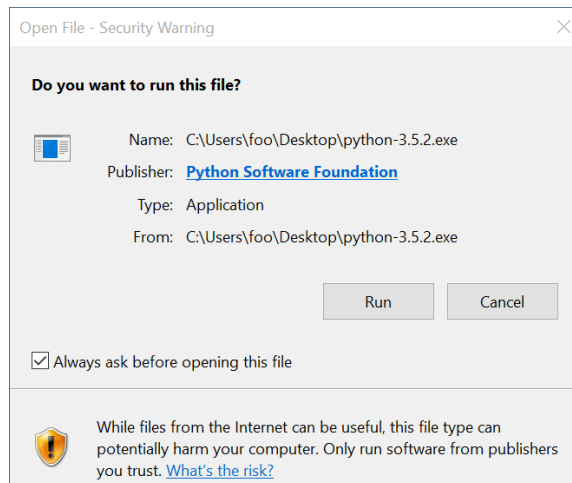 Open File - Security Warning
Do you want to run this file?
Name: C:\Users\foo\Desktop\python-3.5.2.exe
Publisher: Python Software Foundation
Type: Application
From: C:\Users\foo\Desktop\python-3.5.2.exe
Run Cancel
Always ask before opening this file
While files from the Internet can be useful, this file type can
potentially harm your computer. Only run software from publishers
you trust. What's the risk?